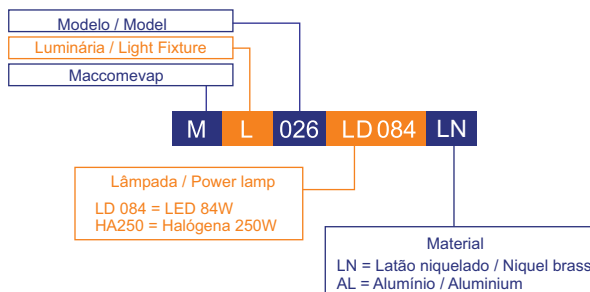 Modelo / Model
Luminária / Light Fixture
Maccomevap
M L 026 LD 084 LN
Lâmpada / Power lamp
LD 084 = LED 84W
HA250 = Halógena 250W
Material
LN = Latão niquelado / Niquel brass
AL = Alumínio / Aluminium